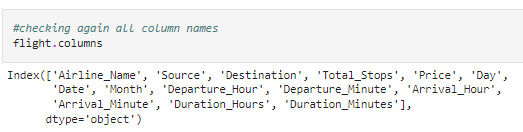 #checking again all column names
flight.columns
Index(['Airline_Name', 'Source', 'Destination', 'Total_Stops', 'Price', 'Day',
'Date', 'Month', 'Departure_Hour', 'Departure_Minute', 'Arrival_Hour',
'Arrival_Minute', 'Duration_Hours', 'Duration_Minutes'],
dtype='object')